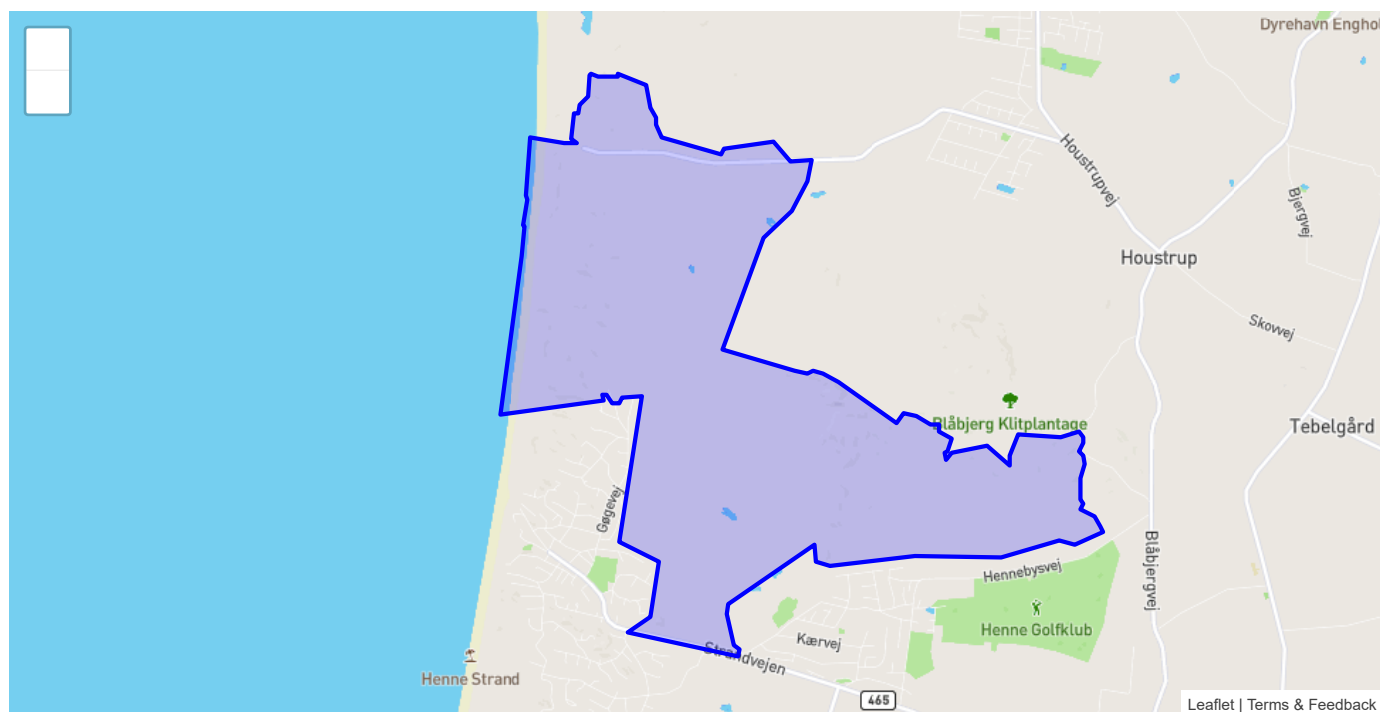 Dyrehavn Enghol
Houstrupvej
Bjergvej
Houstrup
Skovvej
Blåbjerg Klitplantage
Tebelgård
Gøgevej
Blåbjergvej
Hennebysvej
Henne Golfklub
Kærvej
Strandvejen
Henne Strand
465
Leaflet | Terms & Feedback